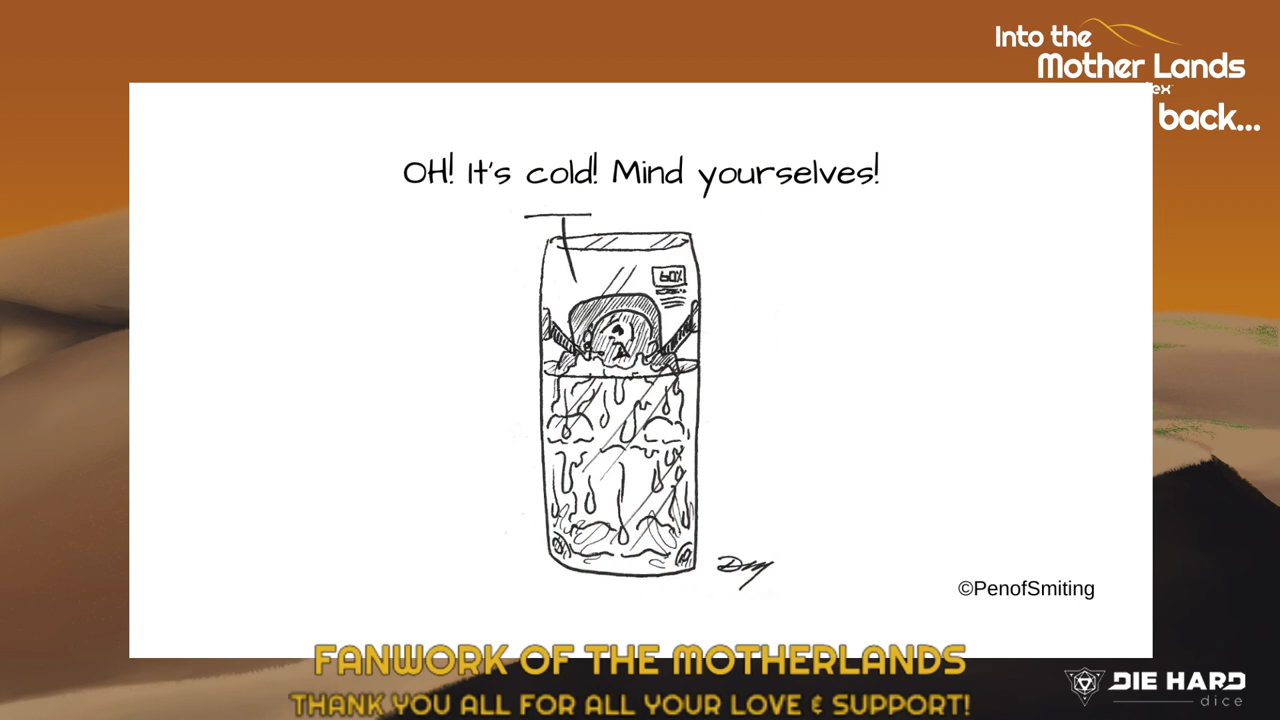 Into the
Mother Lands
ex
back...
OH! It's cold! Mind yourselves!
60%
©PenofSmiting
FANWORK OF THE MOTHERLANDS
THANK YOU ALL FOR ALL YOUR LOVE & SUPPORT!
DIE HARD
dice